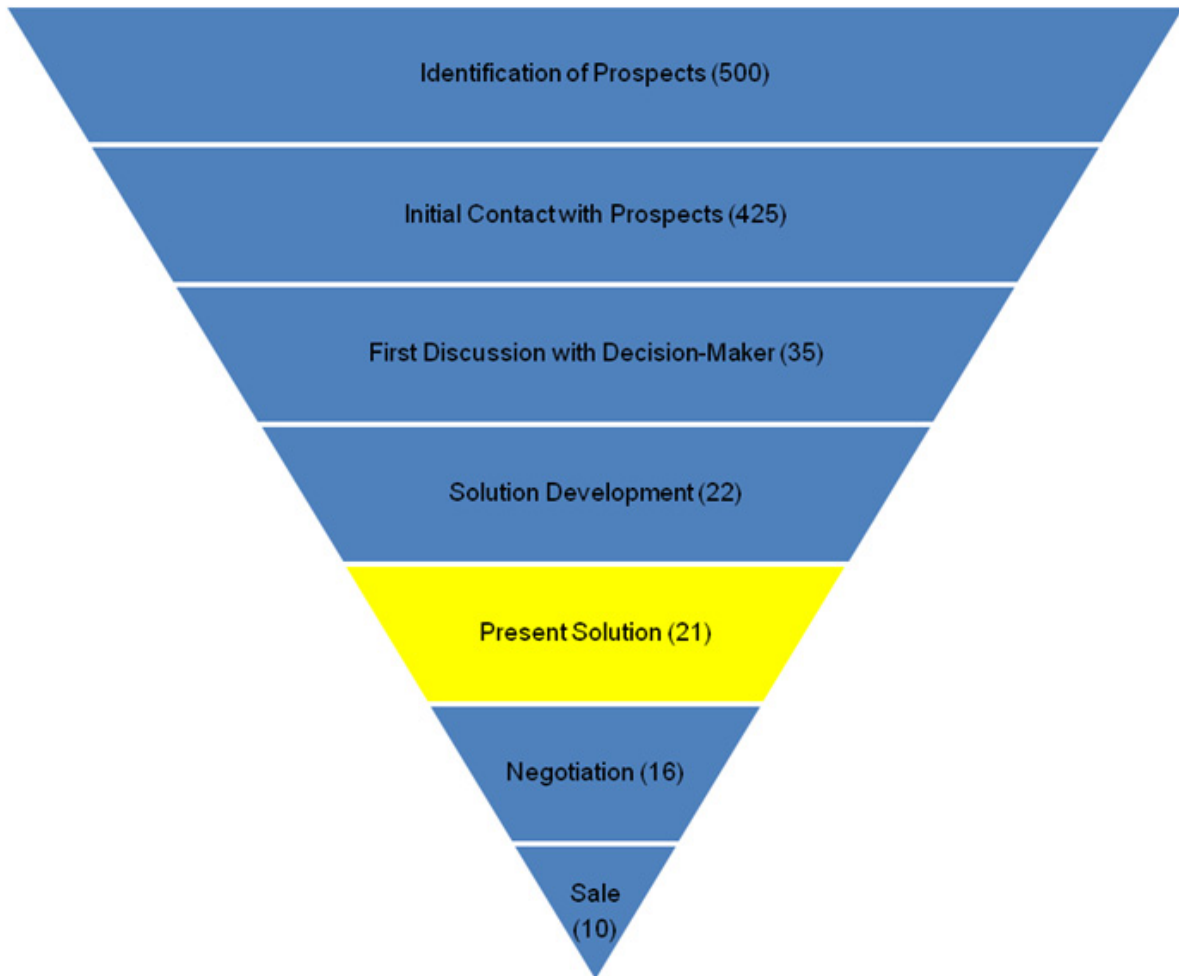 Identification of Prospects (500)
Initial Contact with Prospects (425)
First Discussion with Decision-Maker (35)
Solution Development (22)
Present Solution (21)
Negotiation (16)
Sale
(10)